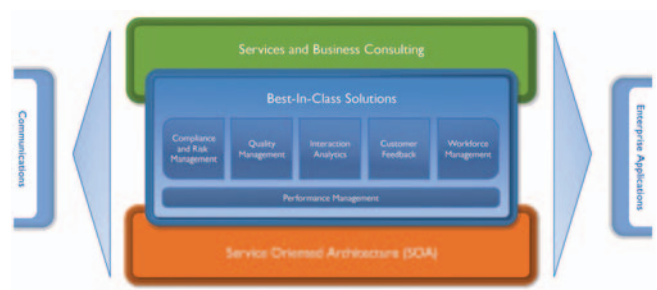 Services and Business Consulting
Communications
Best-In-Class Solutions
Compliance
and Risk
Management
Quality
Management
Interaction
Analytics
Customer
Feedback
Workforce
Management
Performance Management
Enterprise Applications
Service Oriented Architecture (SOA)